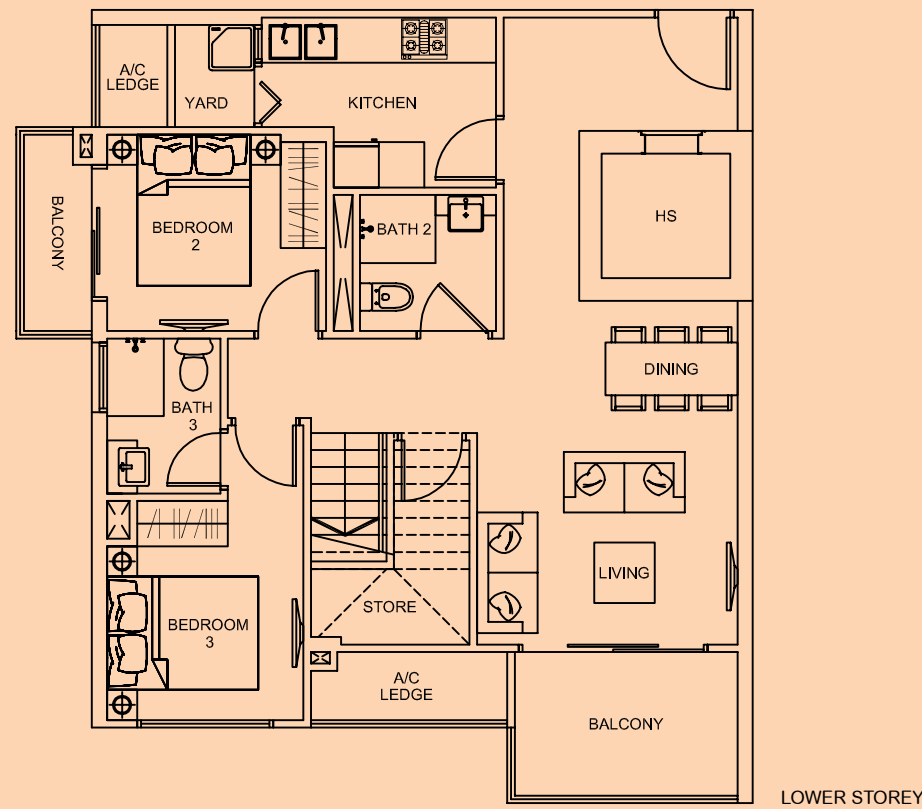 A/C
LEDGE
YARD
KITCHEN
BALCONY
BEDROOM
2
BATH 2
HS
DINING
BATH
3
LIVING
STORE
BEDROOM
3
A/C
LEDGE
BALCONY
LOWER STOREY